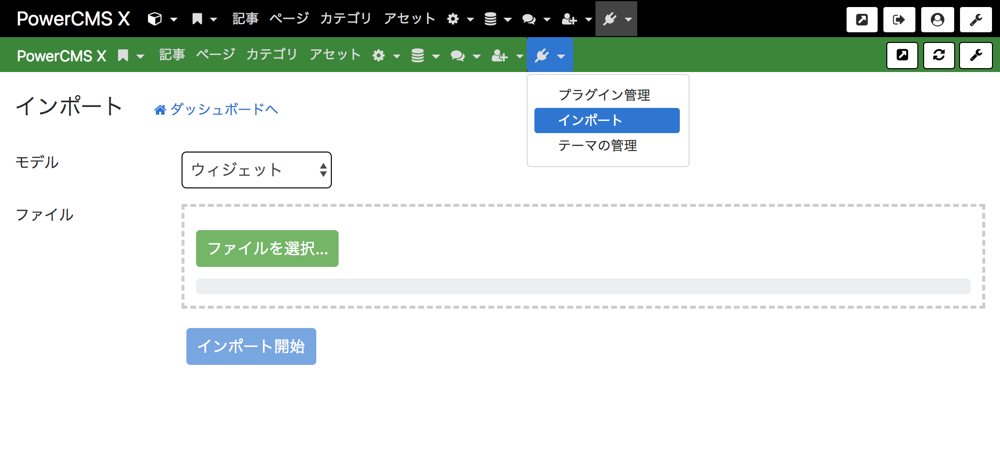 PowerCMS X 記事 ページ カテゴリ アセット
PowerCMS X 記事 ページ カテゴリ アセット
プラグイン管理
インポート
テーマの管理
インポート ダッシュボードへ
モデル
ウィジェット
ファイル
ファイルを選択...
インポート開始